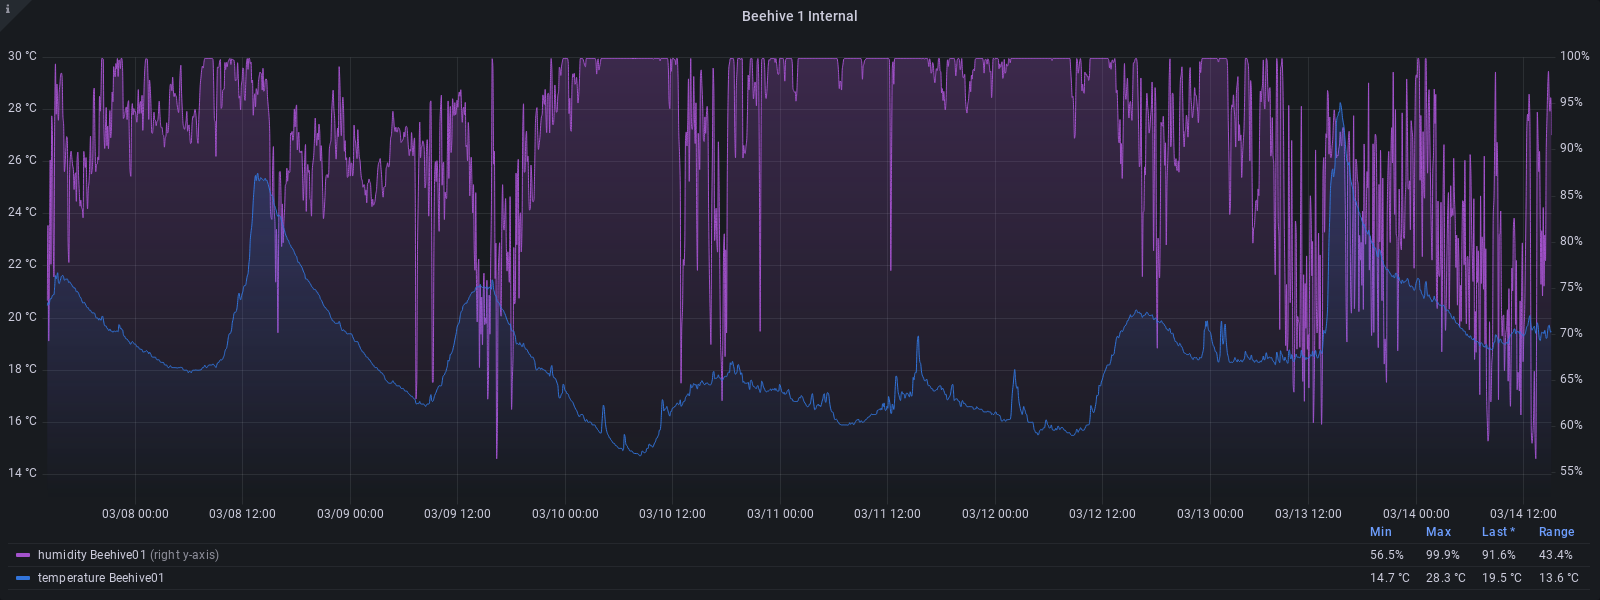 i
Beehive 1 Internal
30 °C 100%
28 °C 95%
26 °C 90%
24 °C 85%
22 °C 80%
20 °C 75%
18 °C 70%
16 °C 65%
14 °C 60%
55%
03/08 00:00 03/08 12:00 03/09 00:00 03/09 12:00 03/10 00:00 03/10 12:00 03/11 00:00 03/11 12:00 03/12 00:00 03/12 12:00 03/13 00:00 03/13 12:00 03/14 00:00 03/14 12:00
Min Max Last * Range
humidity Beehive01 (right y-axis) 56.5% 99.9% 91.6% 43.4%
temperature Beehive01 14.7 °C 28.3 °C 19.5 °C 13.6 °C